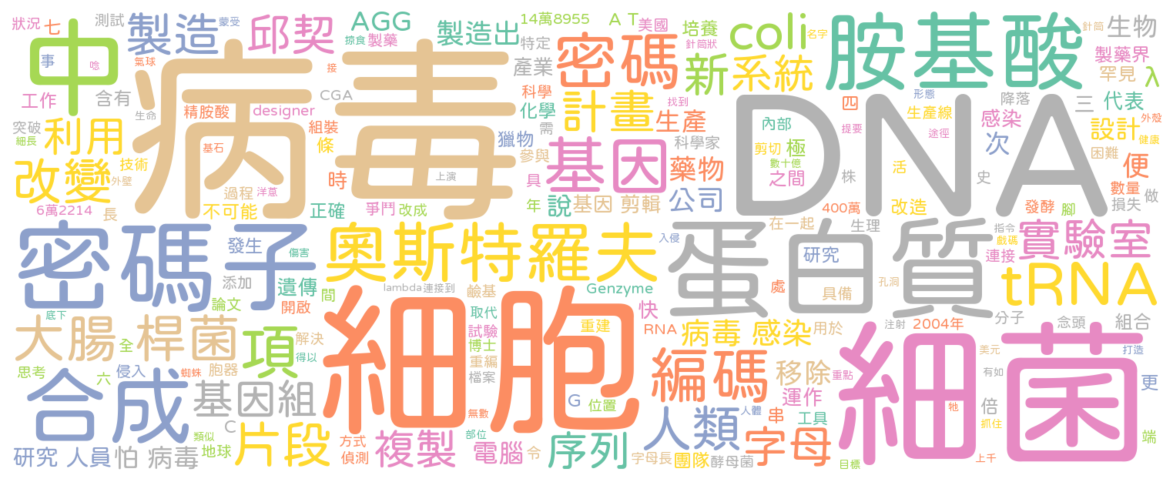 狀況 七 測試 蒙受 AGG 14萬8955 A T 美國 培養 coli 名字 針筒 生物
中 事 唸 製造 邱契 掠食 製藥 製造出 特定 密碼 針筒狀 新 系統 胺基酸 製藥界 罕見 λ
氣球 接 產業 科學 化學 找到 形態 降落 三 代表
工作 含有 生命 精胺酸 designer CGA 病毒 計畫 生產 DNA 四 生產線 感染 外殼
突破 細長 利用 基石 組裝 條 獵物 需 科學家 內部 提要 途徑 次 設計 健康
改變 技術 外壁 過程 洋蔥 時 上演 參與 基因 藥物 剪切 極 數十億 之間 活 史 困難 便
6萬2214 長 不可能 正確 爭鬥 改成 具 年 說 基因 剪輯 公司 株 400萬 改造 發酵 腳 數量 損失 做
密碼子 發生 傷害 奧斯特羅夫 入侵 蛋白質 在一起 生理 研究 指令 戲碼 連接 實驗室
底下 添加 遺傳 lambda 連接到 鹼基 Genzyme 處 具備 孔洞 tRNA
大腸 桿菌 全 論文 間 開啟 細胞 取代 重建 快 RNA 病毒 感染 用於 注射 2004年 分子 念頭 組合
項 解決 得以 試驗 博士 重編 檔案 編碼 移除 重點 細菌 美元 有如 打造
思考 六 侵入 蜘蛛 胞器 運作 倍 牠 抓住 更
合成 基因組 C 無數 G 位置 人類 人體 串 工具
類似 地球 片段 方式 偵測 複製 部位 電腦 令 序列 字母 上千 端
研究 人員 怕 病毒 字母長 團隊 酵母菌 目標